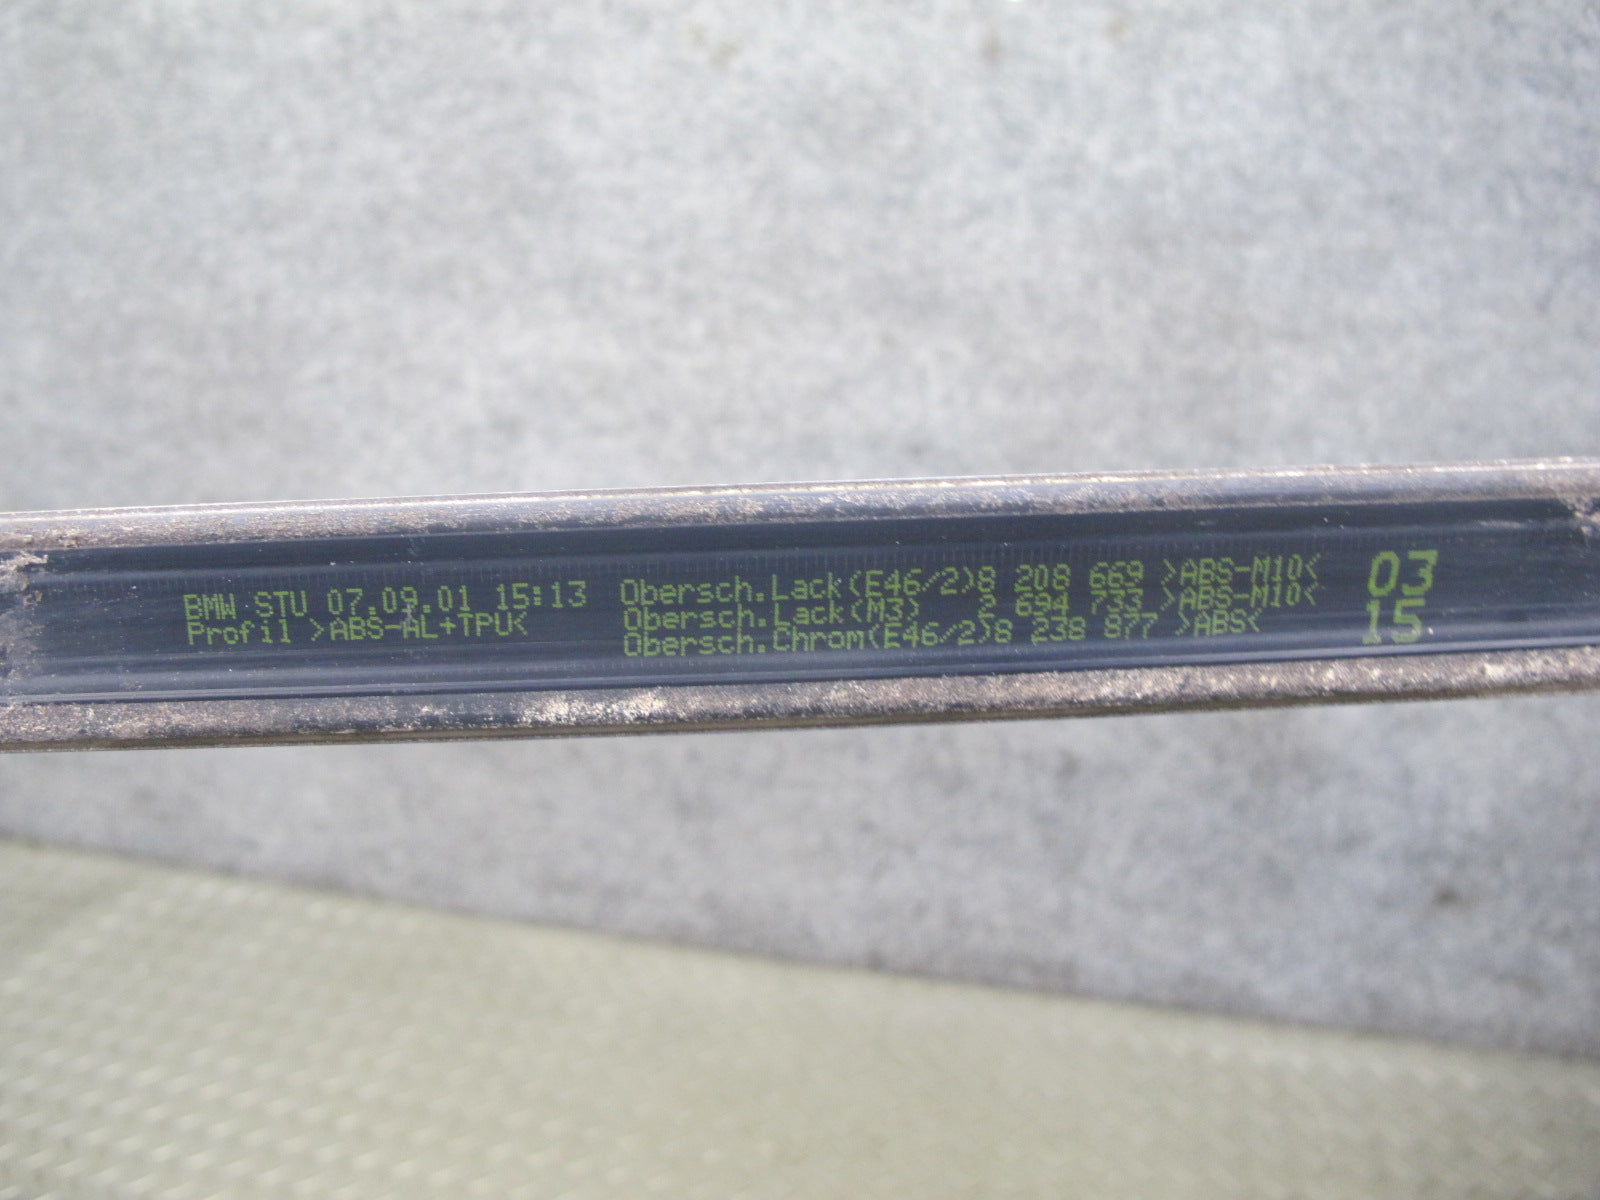 BMW STU 07.09.01 15:13
Profil >ABS-AL+TPU<
Obersch.Lack(E46/2)8 208 669 >ABS-M10<
Obersch.Lack(M3) 2 694 733 >ABS-M10<
Obersch.Chrom(E46/2)8 238 877 >ABS<
03
15